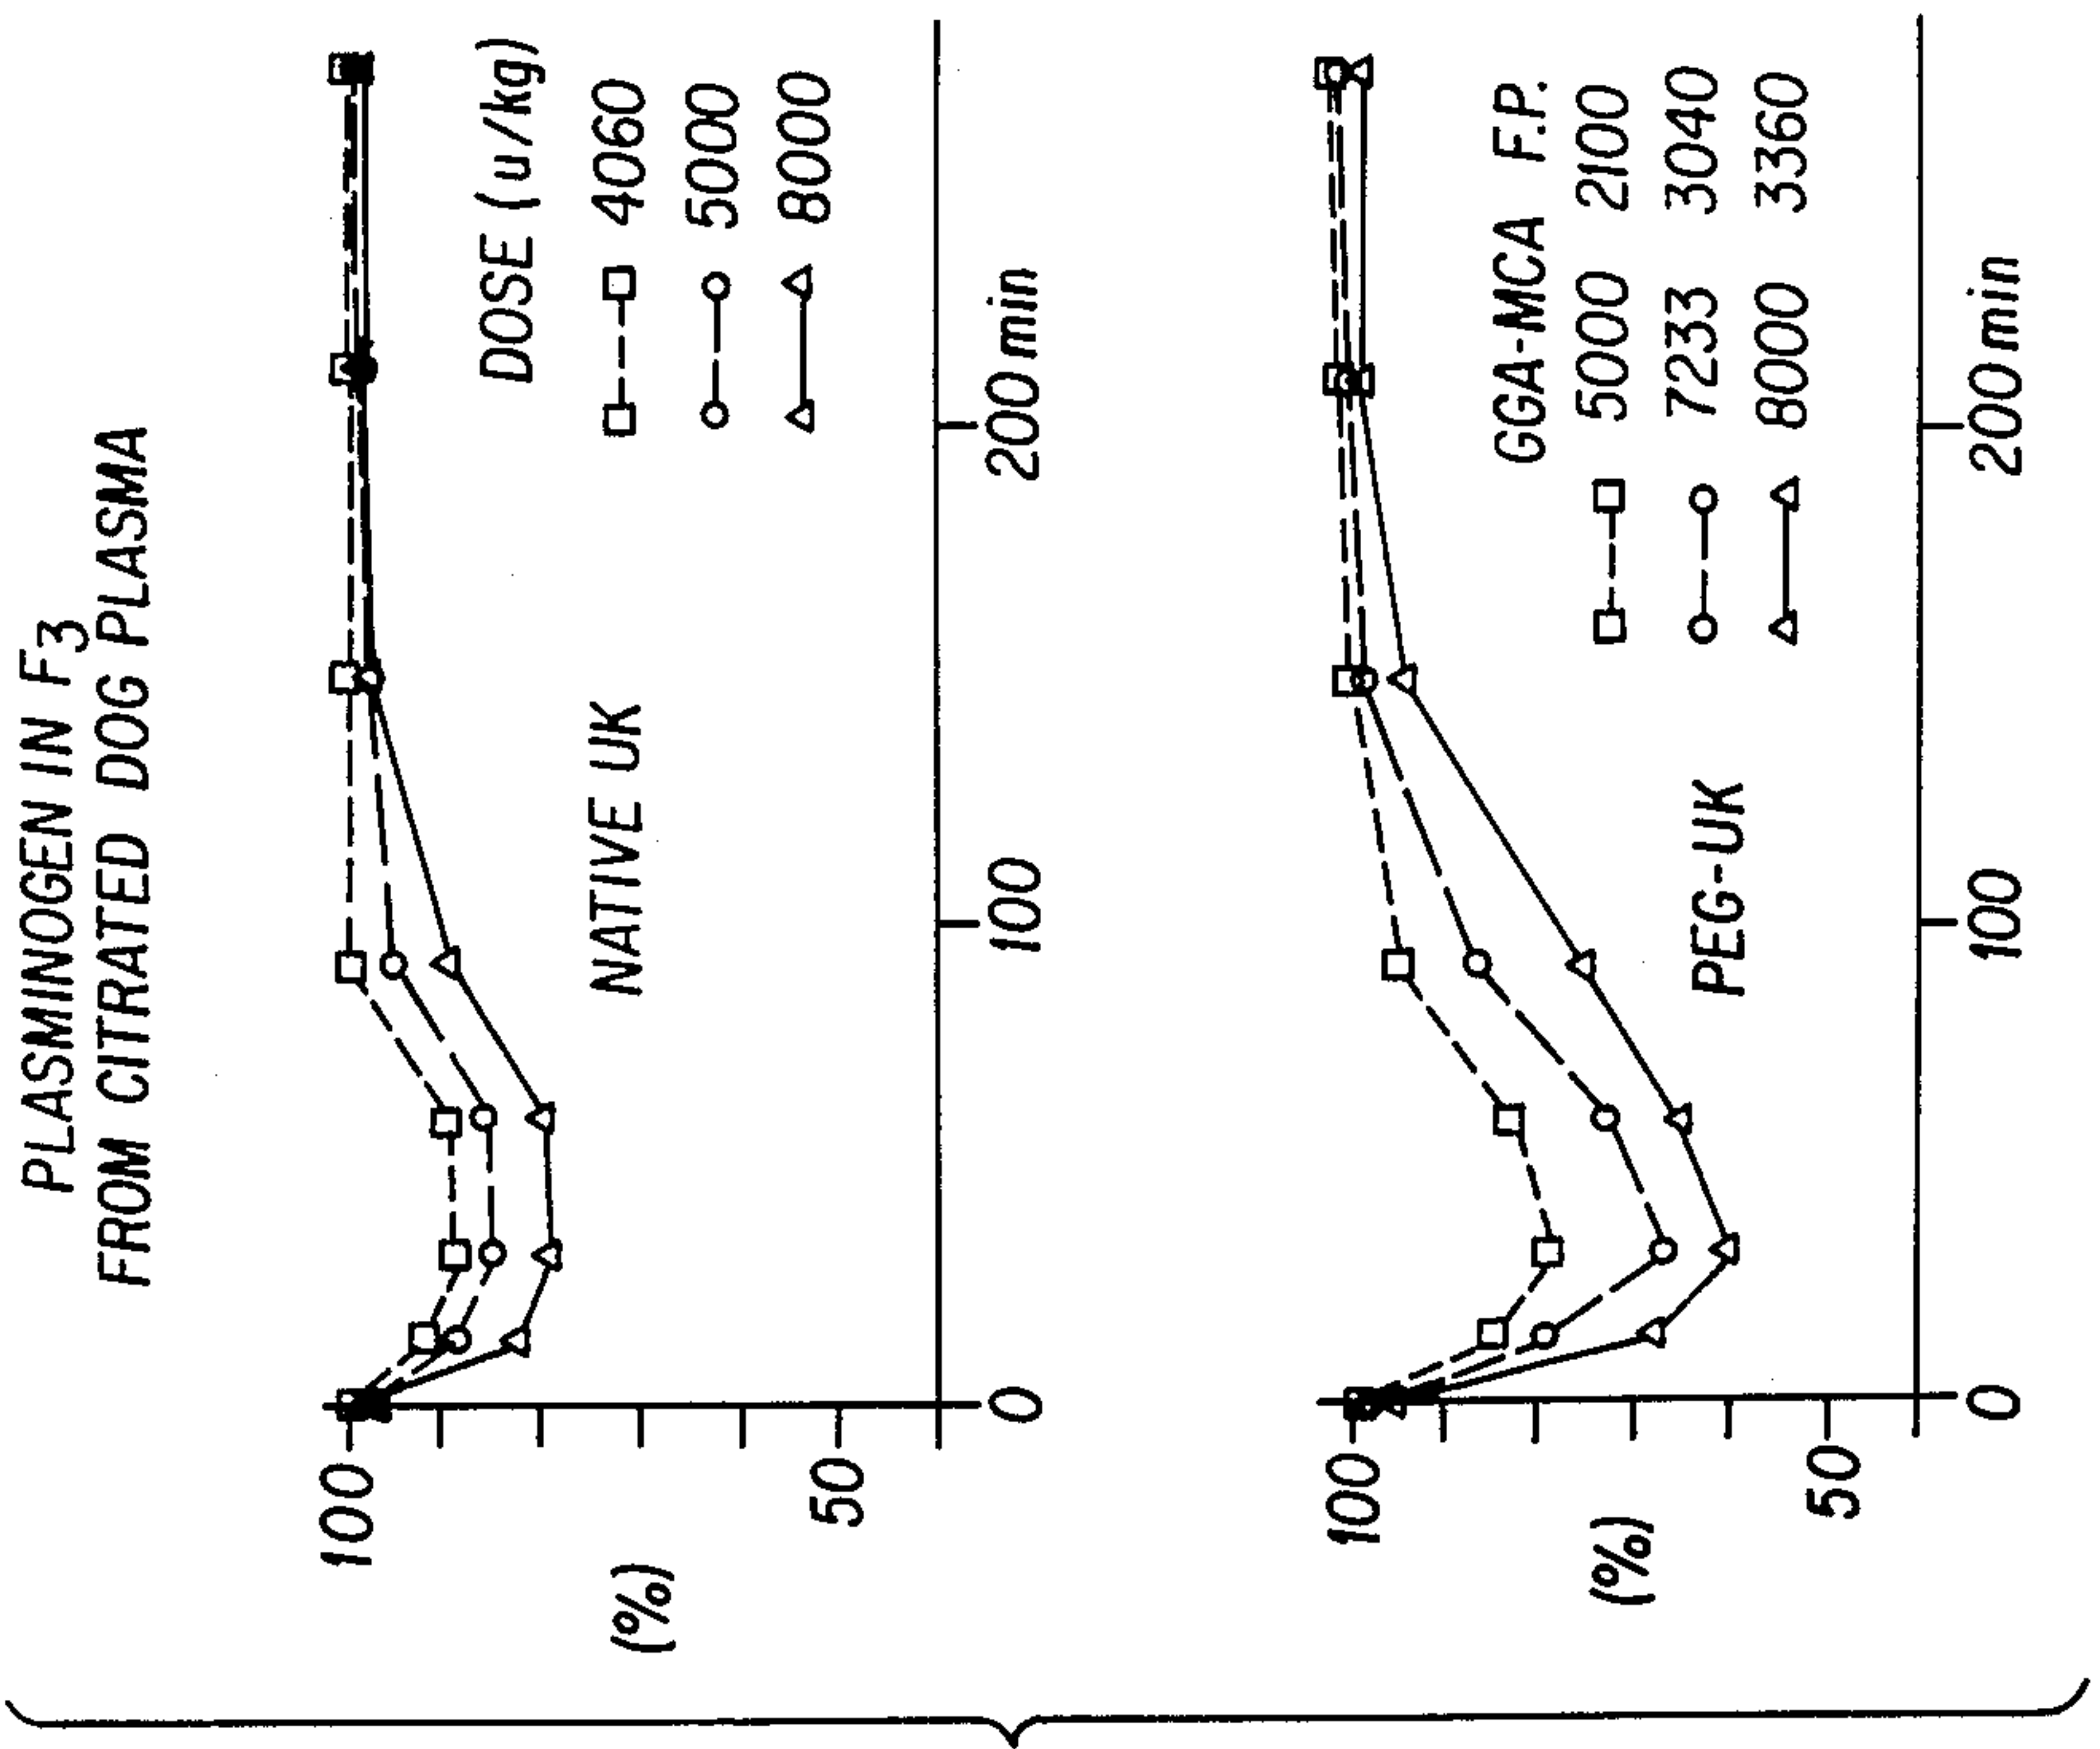 PLASMINOGEN IN F3
FROM CITRATED DOG PLASMA
100
50
(%)
DOSE (u/kg)
4060
5000
8000
NATIVE UK
0
100
200 min
100
50
(%)
GGA-MCA F.P.
5000 2100
7233 3040
8000 3360
PEG-UK
0
100
200 min